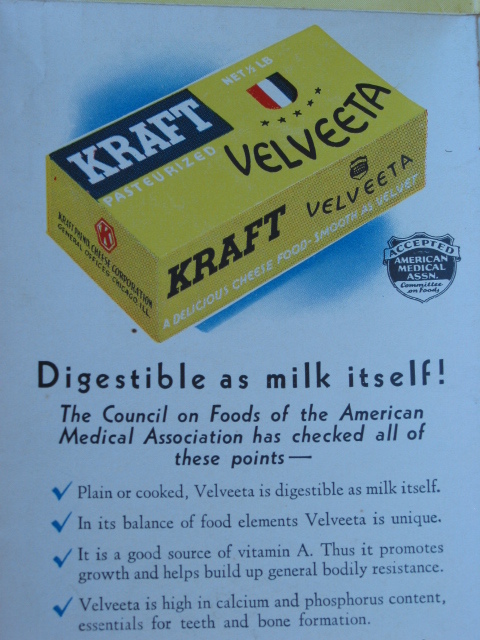 NET ½ LB
KRAFT
PASTEURIZED
VELVEETA
KRAFT
VELVEETA
A DELICIOUS CHEESE FOOD-SMOOTH AS VELVET
K
KRAFT-PHENIX CHEESE CORPORATION
GENERAL OFFICES CHICAGO, ILL.
ACCEPTED
AMERICAN
MEDICAL
ASSN.
Committee
on Foods
Digestible as milk itself!
The Council on Foods of the American
Medical Association has checked all of
these points—
Plain or cooked, Velveeta is digestible as milk itself.
In its balance of food elements Velveeta is unique.
It is a good source of vitamin A. Thus it promotes
growth and helps build up general bodily resistance.
Velveeta is high in calcium and phosphorus content,
essentials for teeth and bone formation.